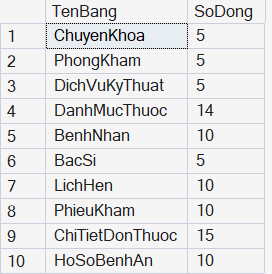 TenBang SoDong
1 ChuyenKhoa 5
2 PhongKham 5
3 DichVuKyThuat 5
4 DanhMucThuoc 14
5 BenhNhan 10
6 BacSi 5
7 LichHen 10
8 PhieuKham 10
9 ChiTietDonThuoc 15
10 HoSoBenhAn 10